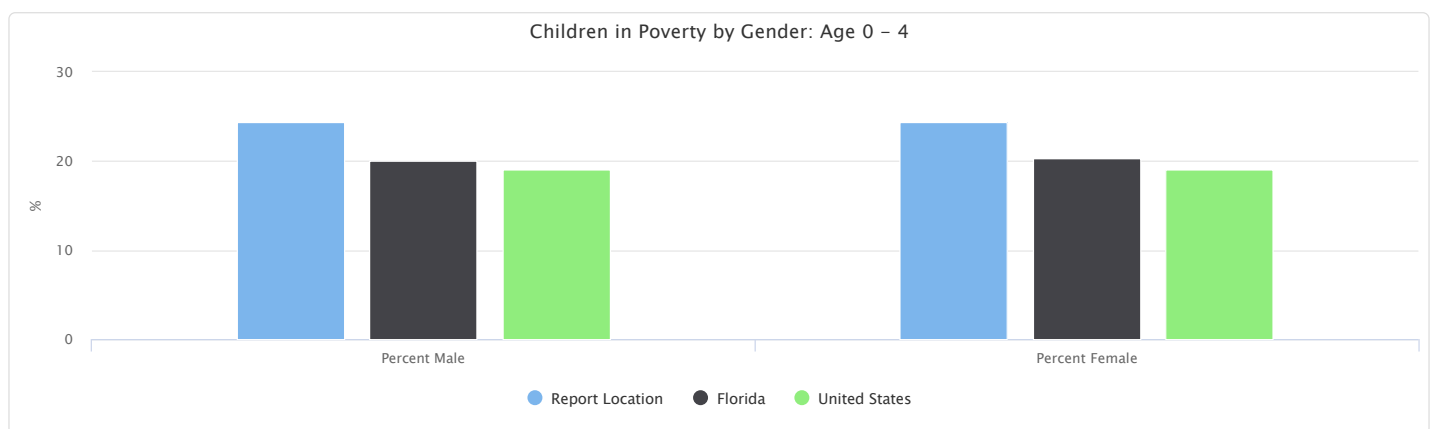 Children in Poverty by Gender: Age 0 – 4
30
20
10
0
%
Percent Male Percent Female
Report Location Florida United States